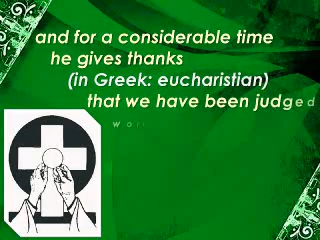 and for a considerable time
he gives thanks
(in Greek: eucharistian)
that we have been judged